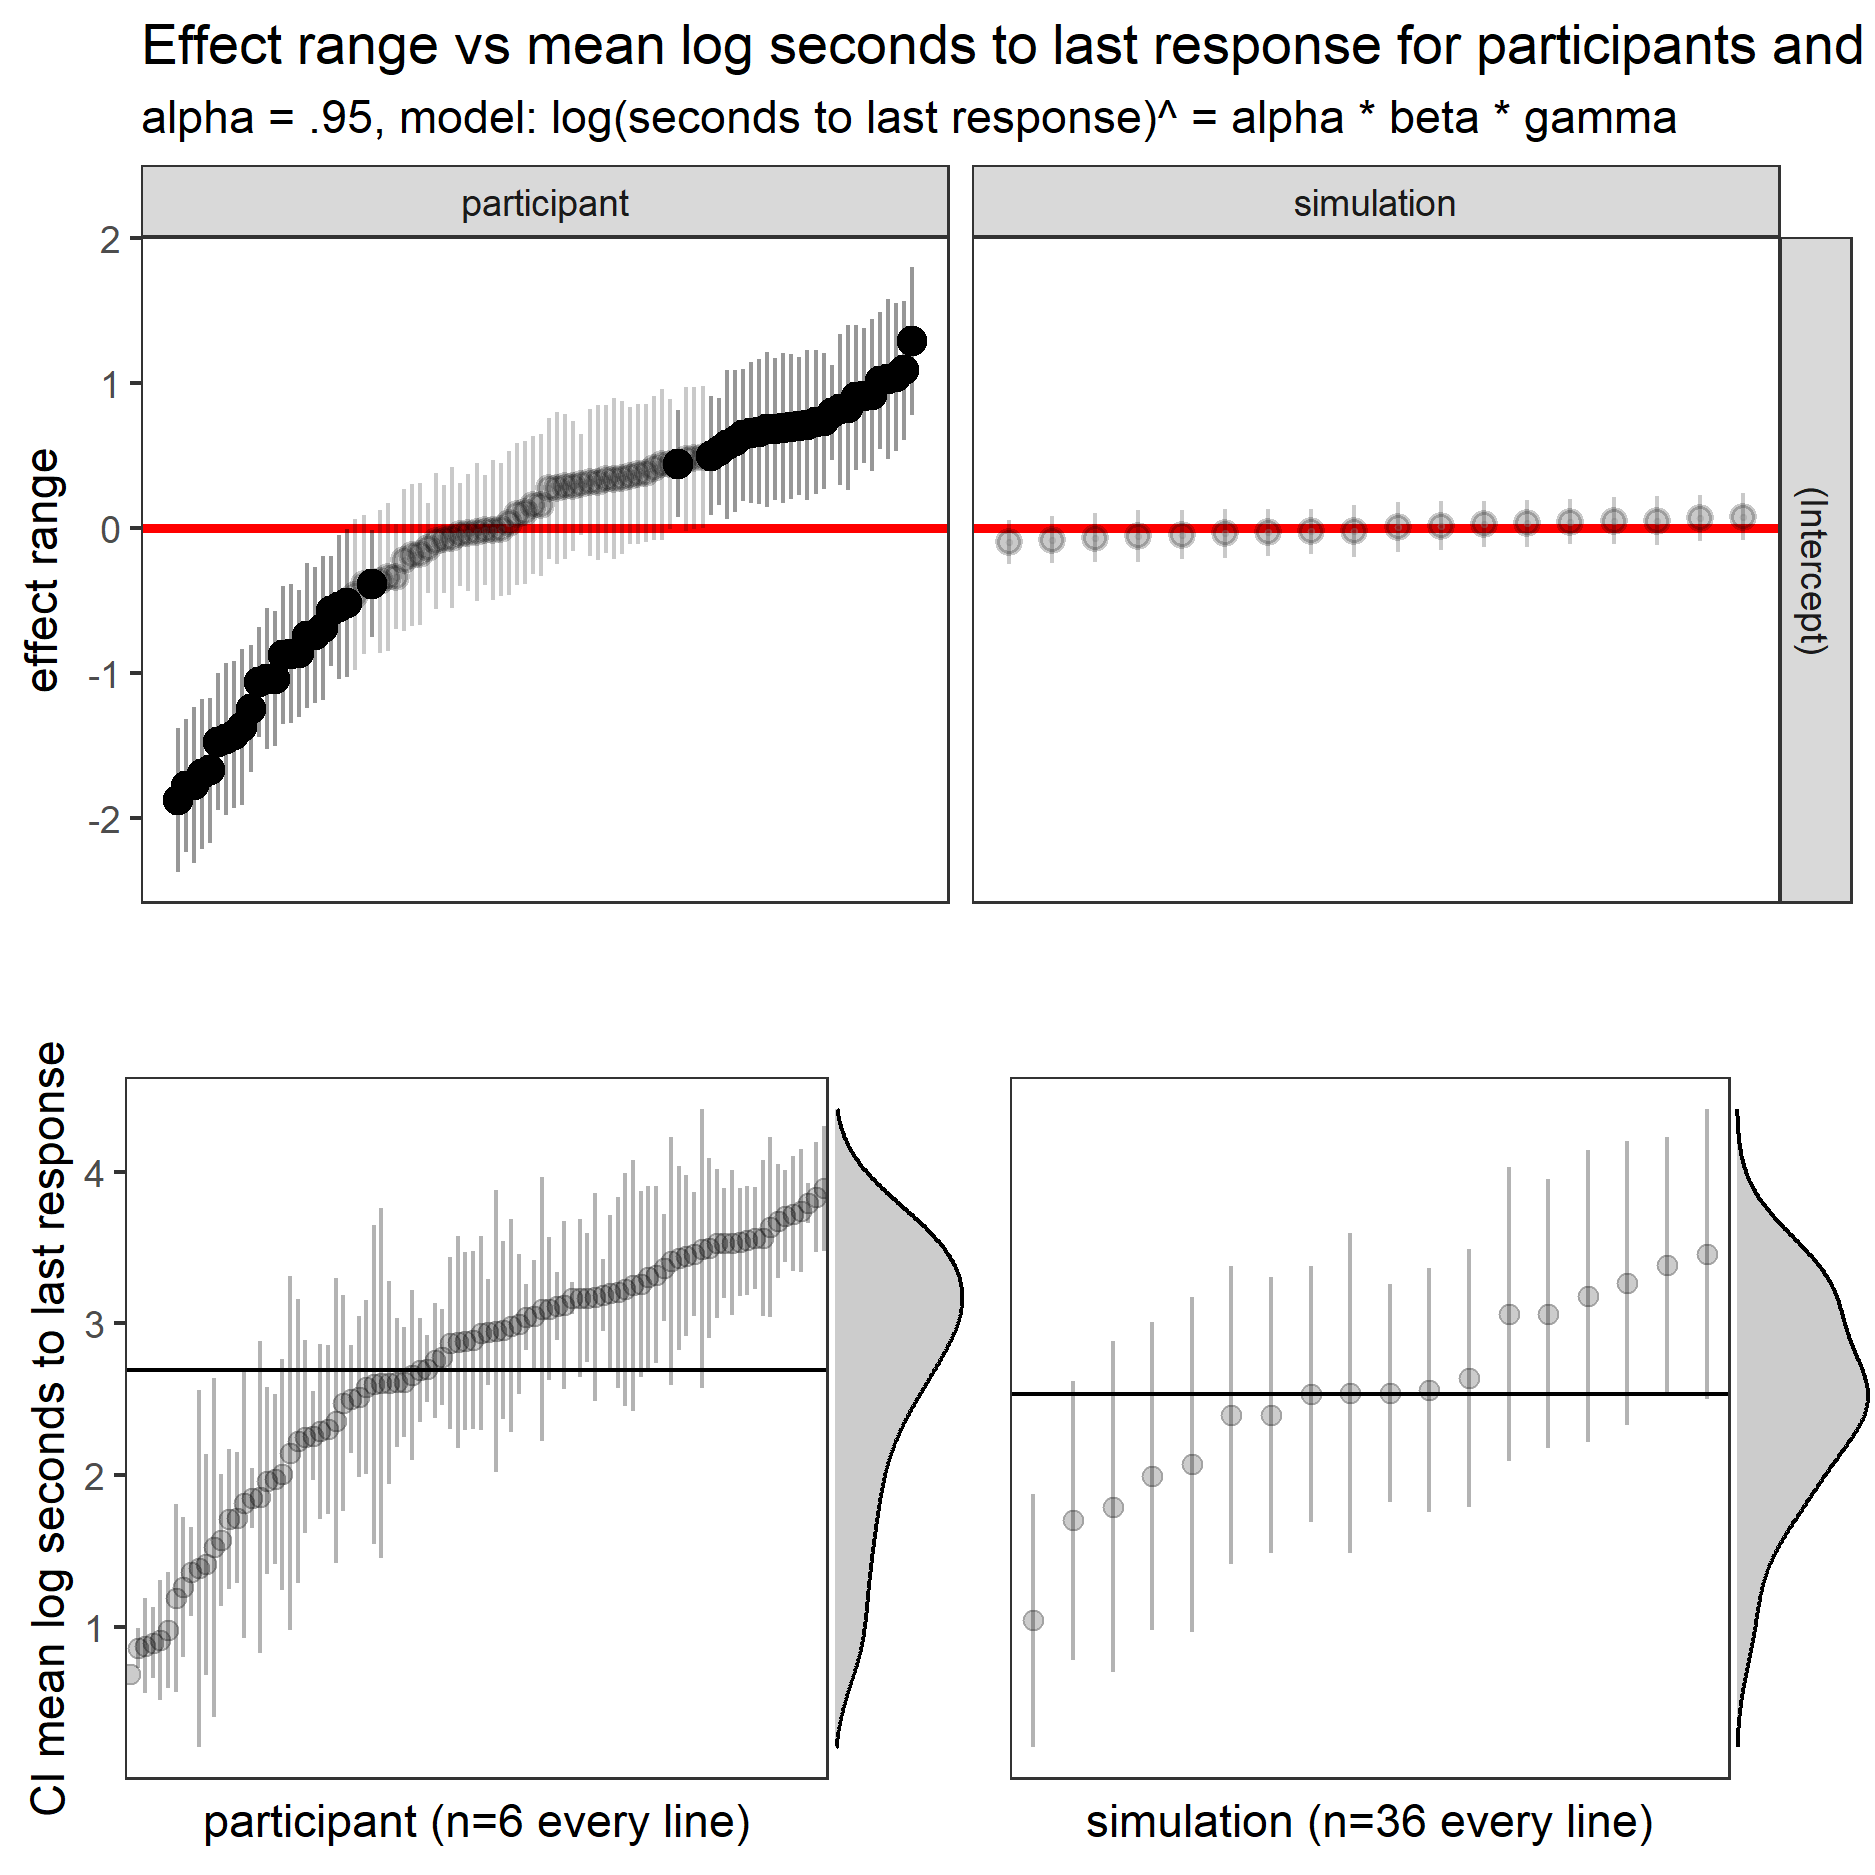 Effect range vs mean log seconds to last response for participants and
alpha = .95, model: log(seconds to last response)^ = alpha * beta * gamma
participant
simulation
2
1
0
-1
-2
effect range
(Intercept)
4
3
2
1
CI mean log seconds to last response
participant (n=6 every line)
simulation (n=36 every line)